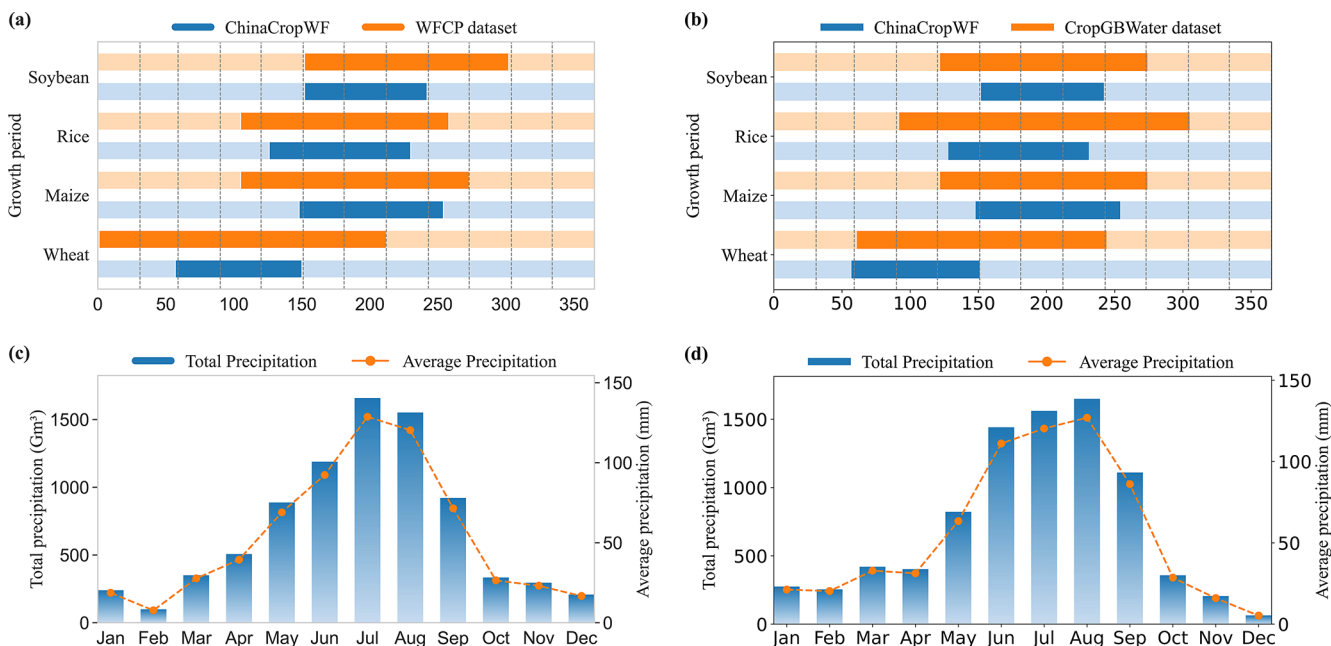 (a)
ChinaCropWF
WFCP dataset
Growth period
Soybean
Rice
Maize
Wheat
0 50 100 150 200 250 300 350
(b)
ChinaCropWF
CropGBWater dataset
Growth period
Soybean
Rice
Maize
Wheat
0 50 100 150 200 250 300 350
(c)
Total Precipitation
Average Precipitation
Total precipitation (Gm³)
1500
1000
500
0
150
100
50
0
Average precipitation (mm)
Jan Feb Mar Apr May Jun Jul Aug Sep Oct Nov Dec
(d)
Total Precipitation
Average Precipitation
Total precipitation (Gm³)
1500
1000
500
0
150
100
50
0
Average precipitation (mm)
Jan Feb Mar Apr May Jun Jul Aug Sep Oct Nov Dec